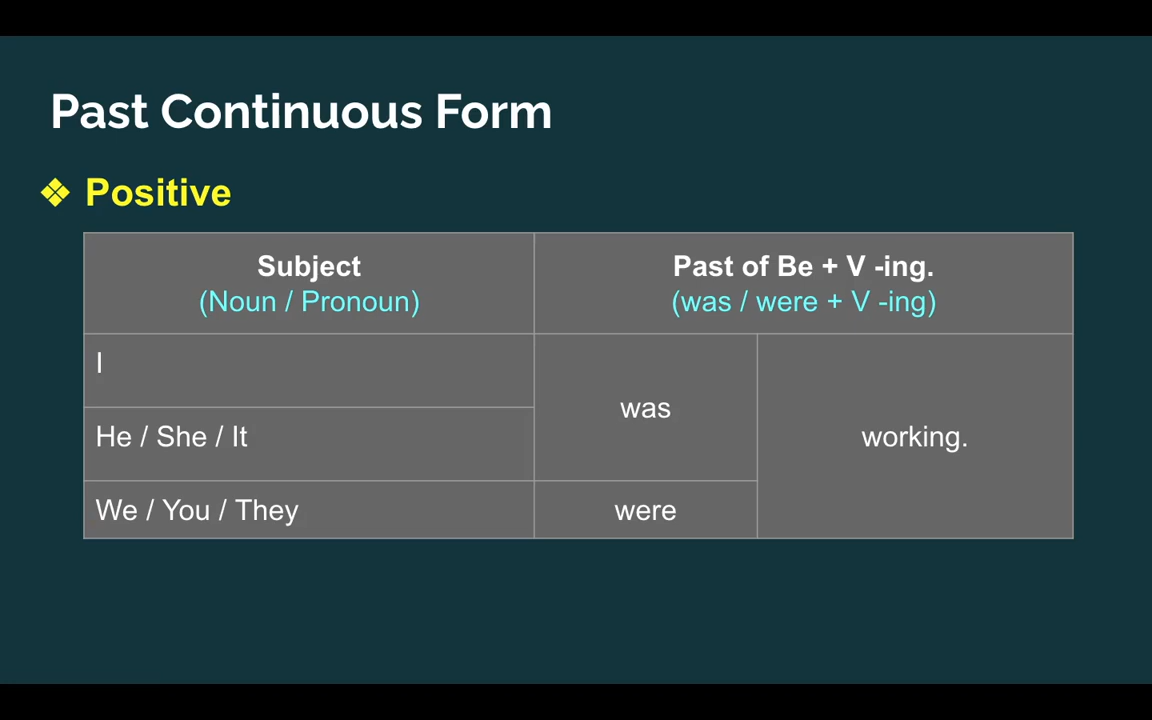 Past Continuous Form
❖ Positive
Subject
(Noun / Pronoun)
Past of Be + V -ing.
(was / were + V -ing)
I
was
working.
He / She / It
We / You / They
were